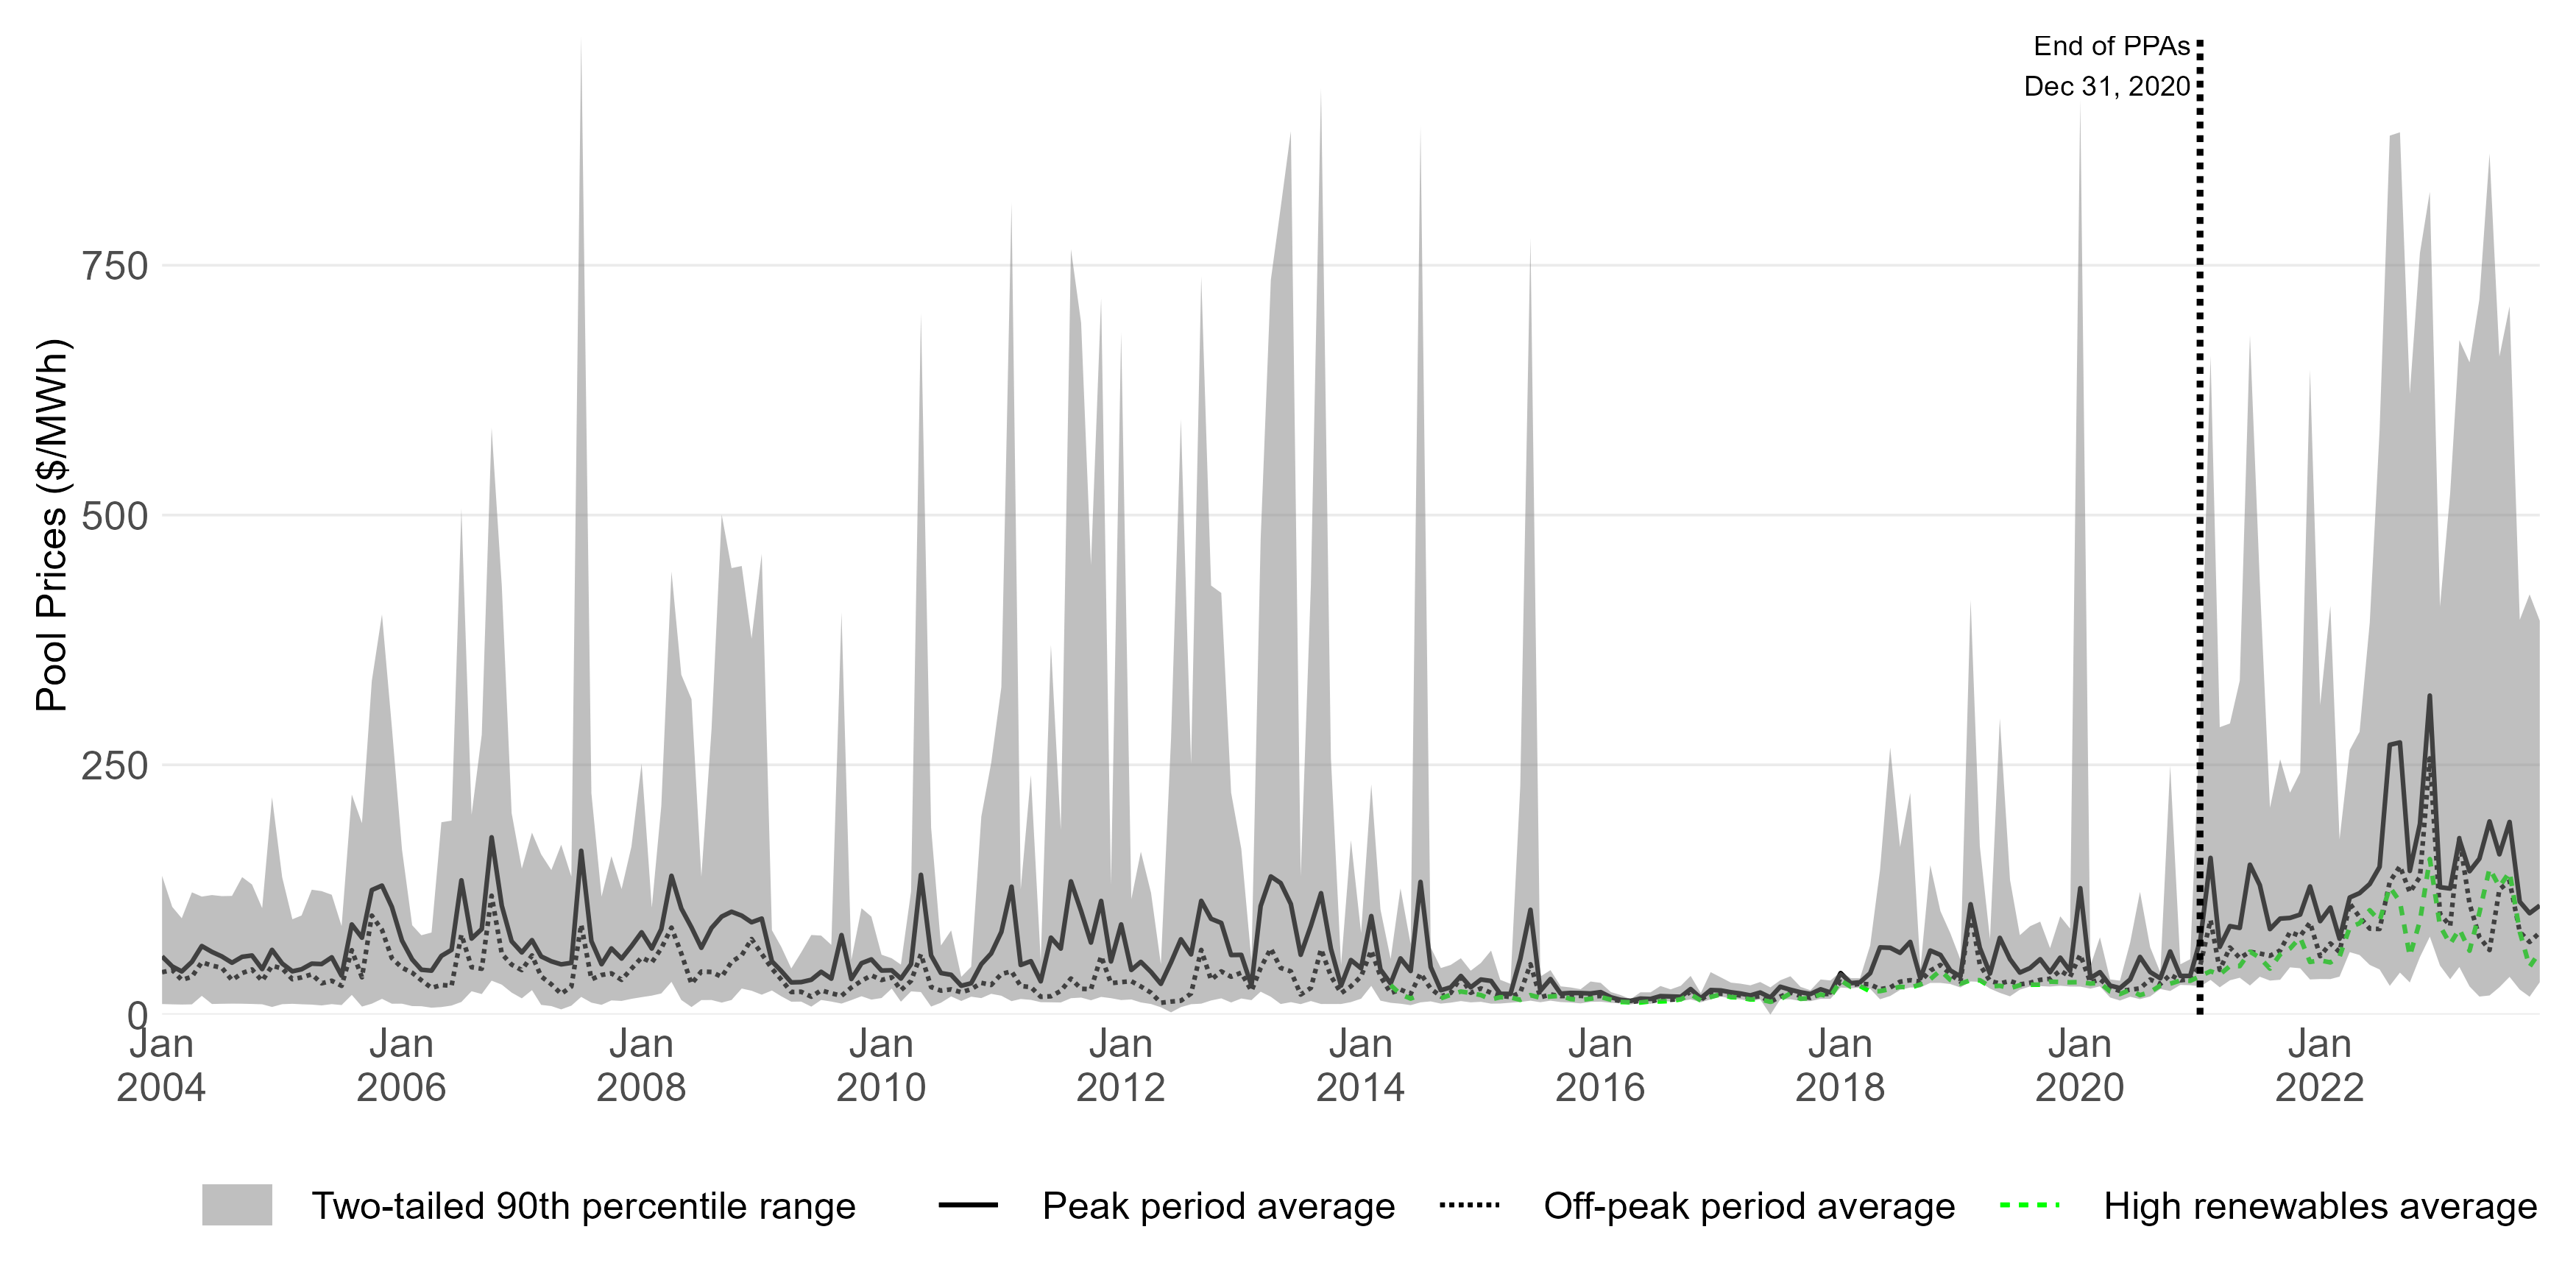 End of PPAs
Dec 31, 2020
Pool Prices ($/MWh)
750
500
250
0
Jan Jan Jan Jan Jan Jan Jan Jan Jan Jan
2004 2006 2008 2010 2012 2014 2016 2018 2020 2022
Two-tailed 90th percentile range Peak period average Off-peak period average High renewables average